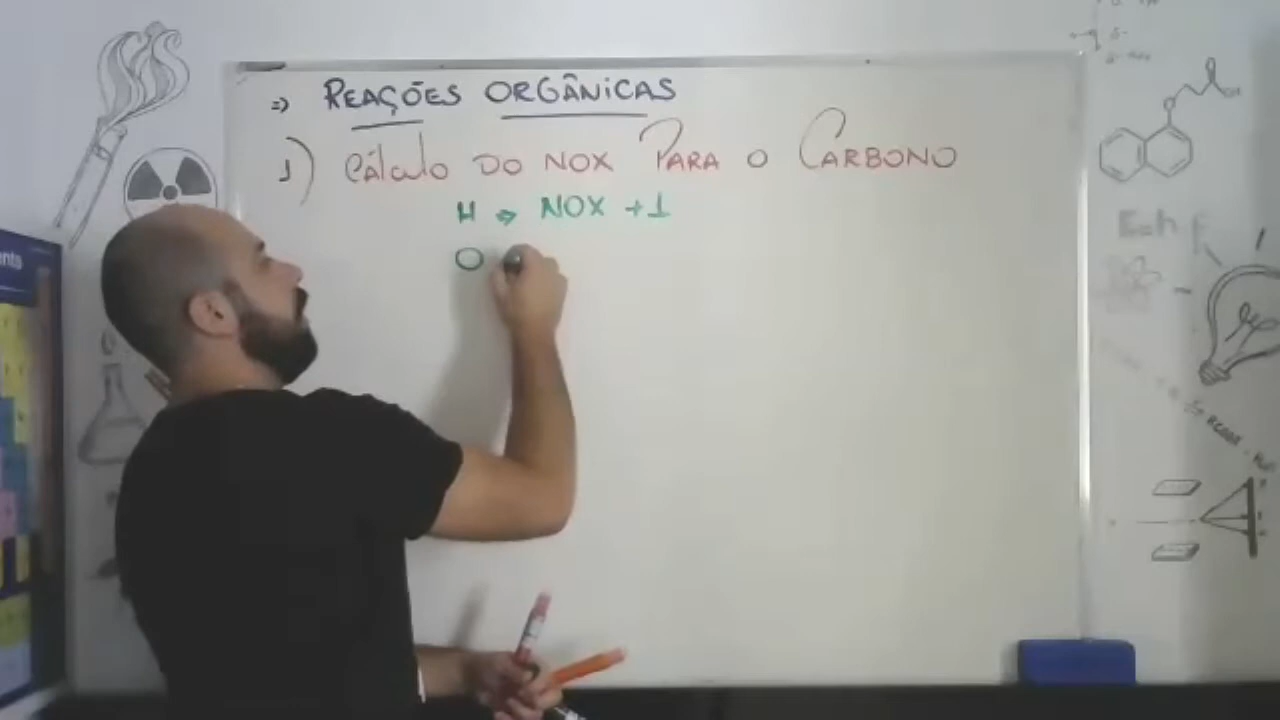 => REAÇÕES ORGÂNICAS
1) CÁLCULO DO NOX PARA O CARBONO
H => NOX +1
O